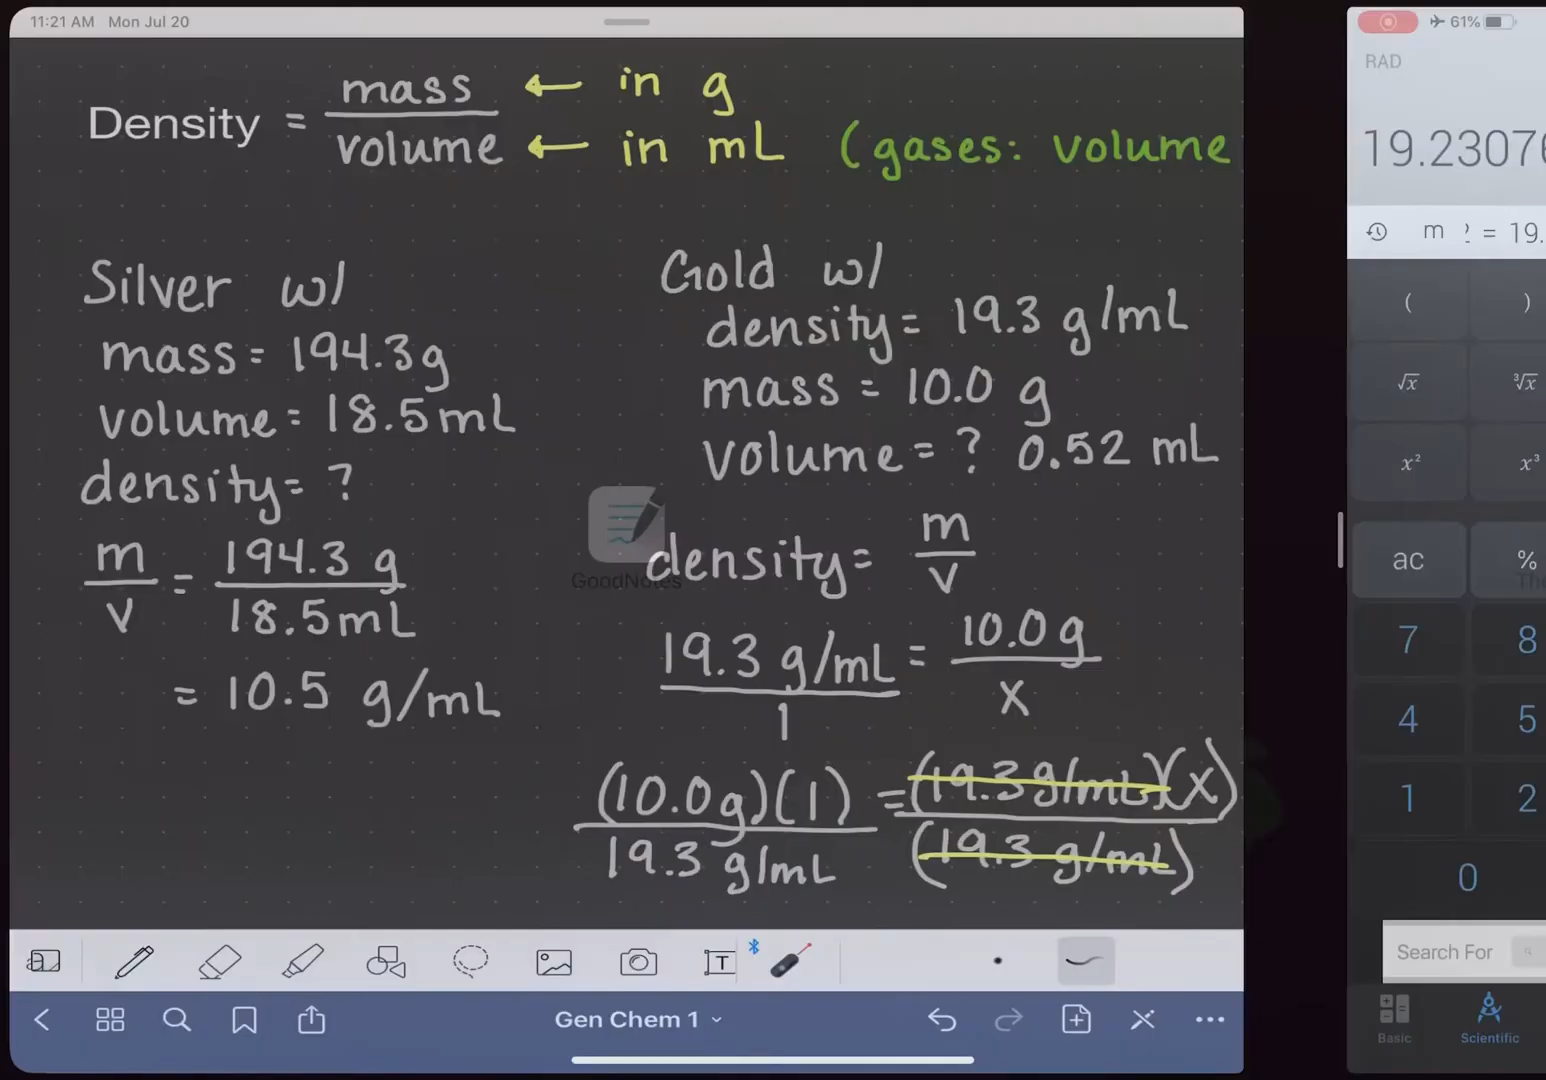 11:21 AM Mon Jul 20
61%
RAD
19.23076
m = 19.
Density = mass / volume
← in g
← in mL (gases: volume
Silver w/
mass = 194.3g
volume = 18.5mL
density = ?
m/v = 194.3 g / 18.5mL
= 10.5 g/mL
Gold w/
density = 19.3 g/mL
mass = 10.0 g
volume = ? 0.52 mL
density = m/v
19.3 g/mL / 1 = 10.0g / x
(10.0g)(1) / 19.3 g/mL = (19.3 g/mL)(x) / (19.3 g/mL)
GoodNotes
( )
√x ∛x
x² x³
ac %
7 8
4 5
1 2
0
Search For
T
Gen Chem 1
Basic Scientific